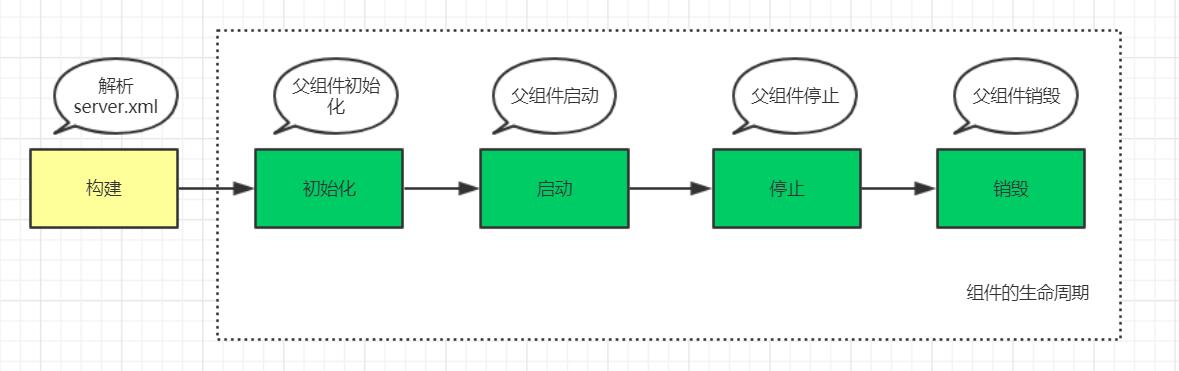 解析
server.xml
父组件初始
化
父组件启动
父组件停止
父组件销毁
构建
初始化
启动
停止
销毁
组件的生命周期